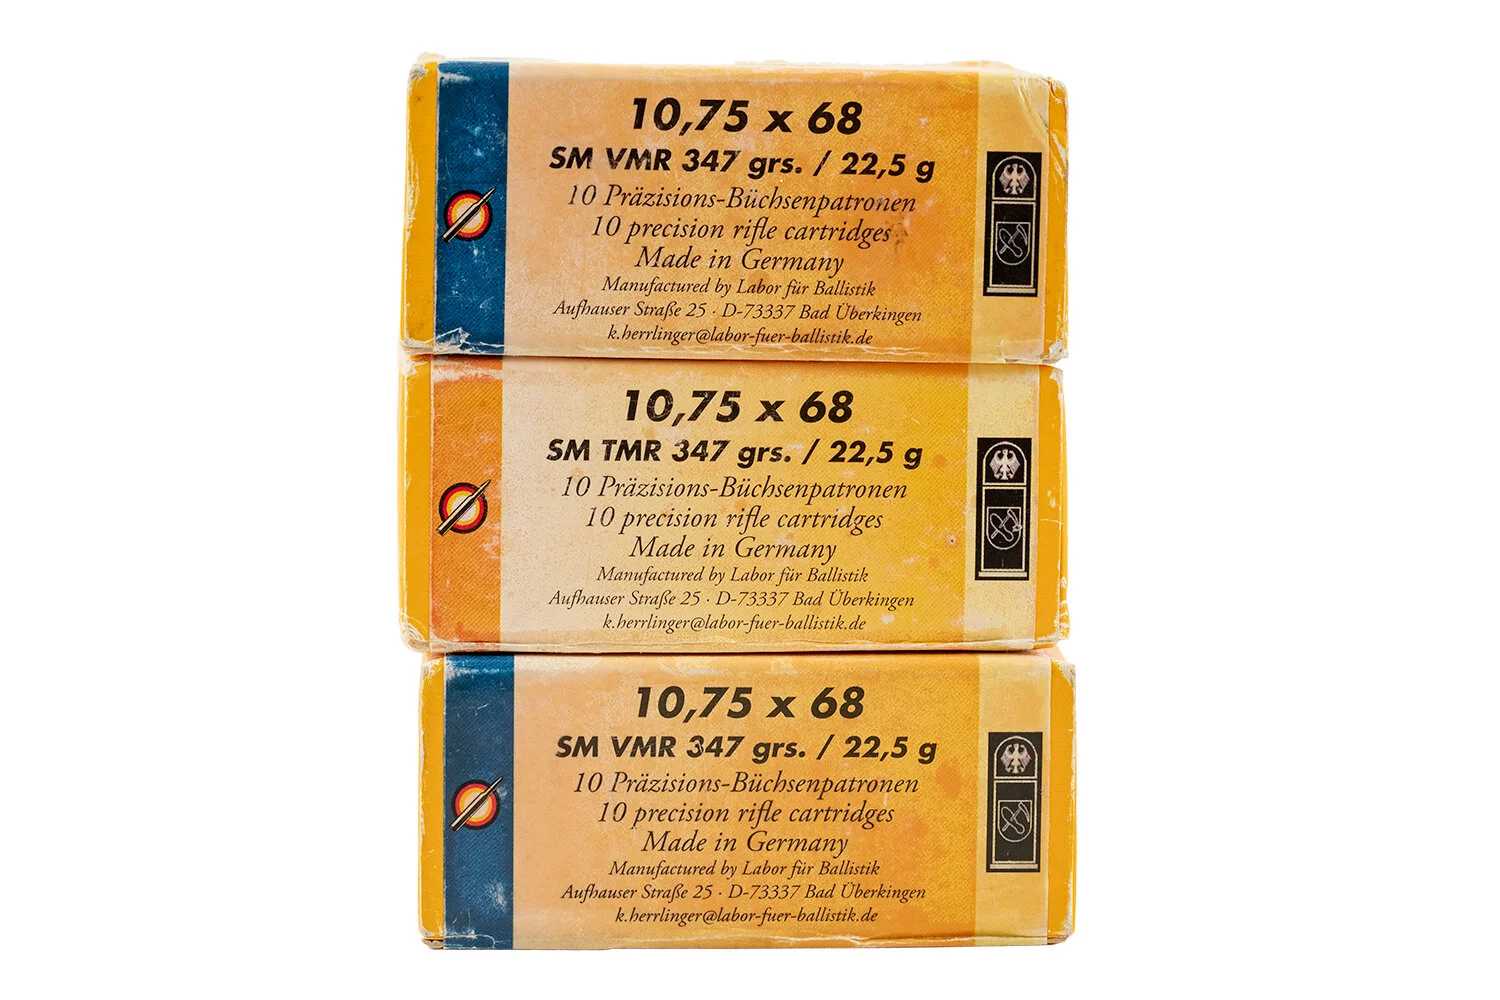 10,75 x 68
SM VMR 347 grs. / 22,5 g
10 Präzisions-Büchsenpatronen
10 precision rifle cartridges
Made in Germany
Manufactured by Labor für Ballistik
Aufhauser Straße 25 · D-73337 Bad Überkingen
k.herrlinger@labor-fuer-ballistik.de
10,75 x 68
SM TMR 347 grs. / 22,5 g
10 Präzisions-Büchsenpatronen
10 precision rifle cartridges
Made in Germany
Manufactured by Labor für Ballistik
Aufhauser Straße 25 · D-73337 Bad Überkingen
k.herrlinger@labor-fuer-ballistik.de
10,75 x 68
SM VMR 347 grs. / 22,5 g
10 Präzisions-Büchsenpatronen
10 precision rifle cartridges
Made in Germany
Manufactured by Labor für Ballistik
Aufhauser Straße 25 · D-73337 Bad Überkingen
k.herrlinger@labor-fuer-ballistik.de